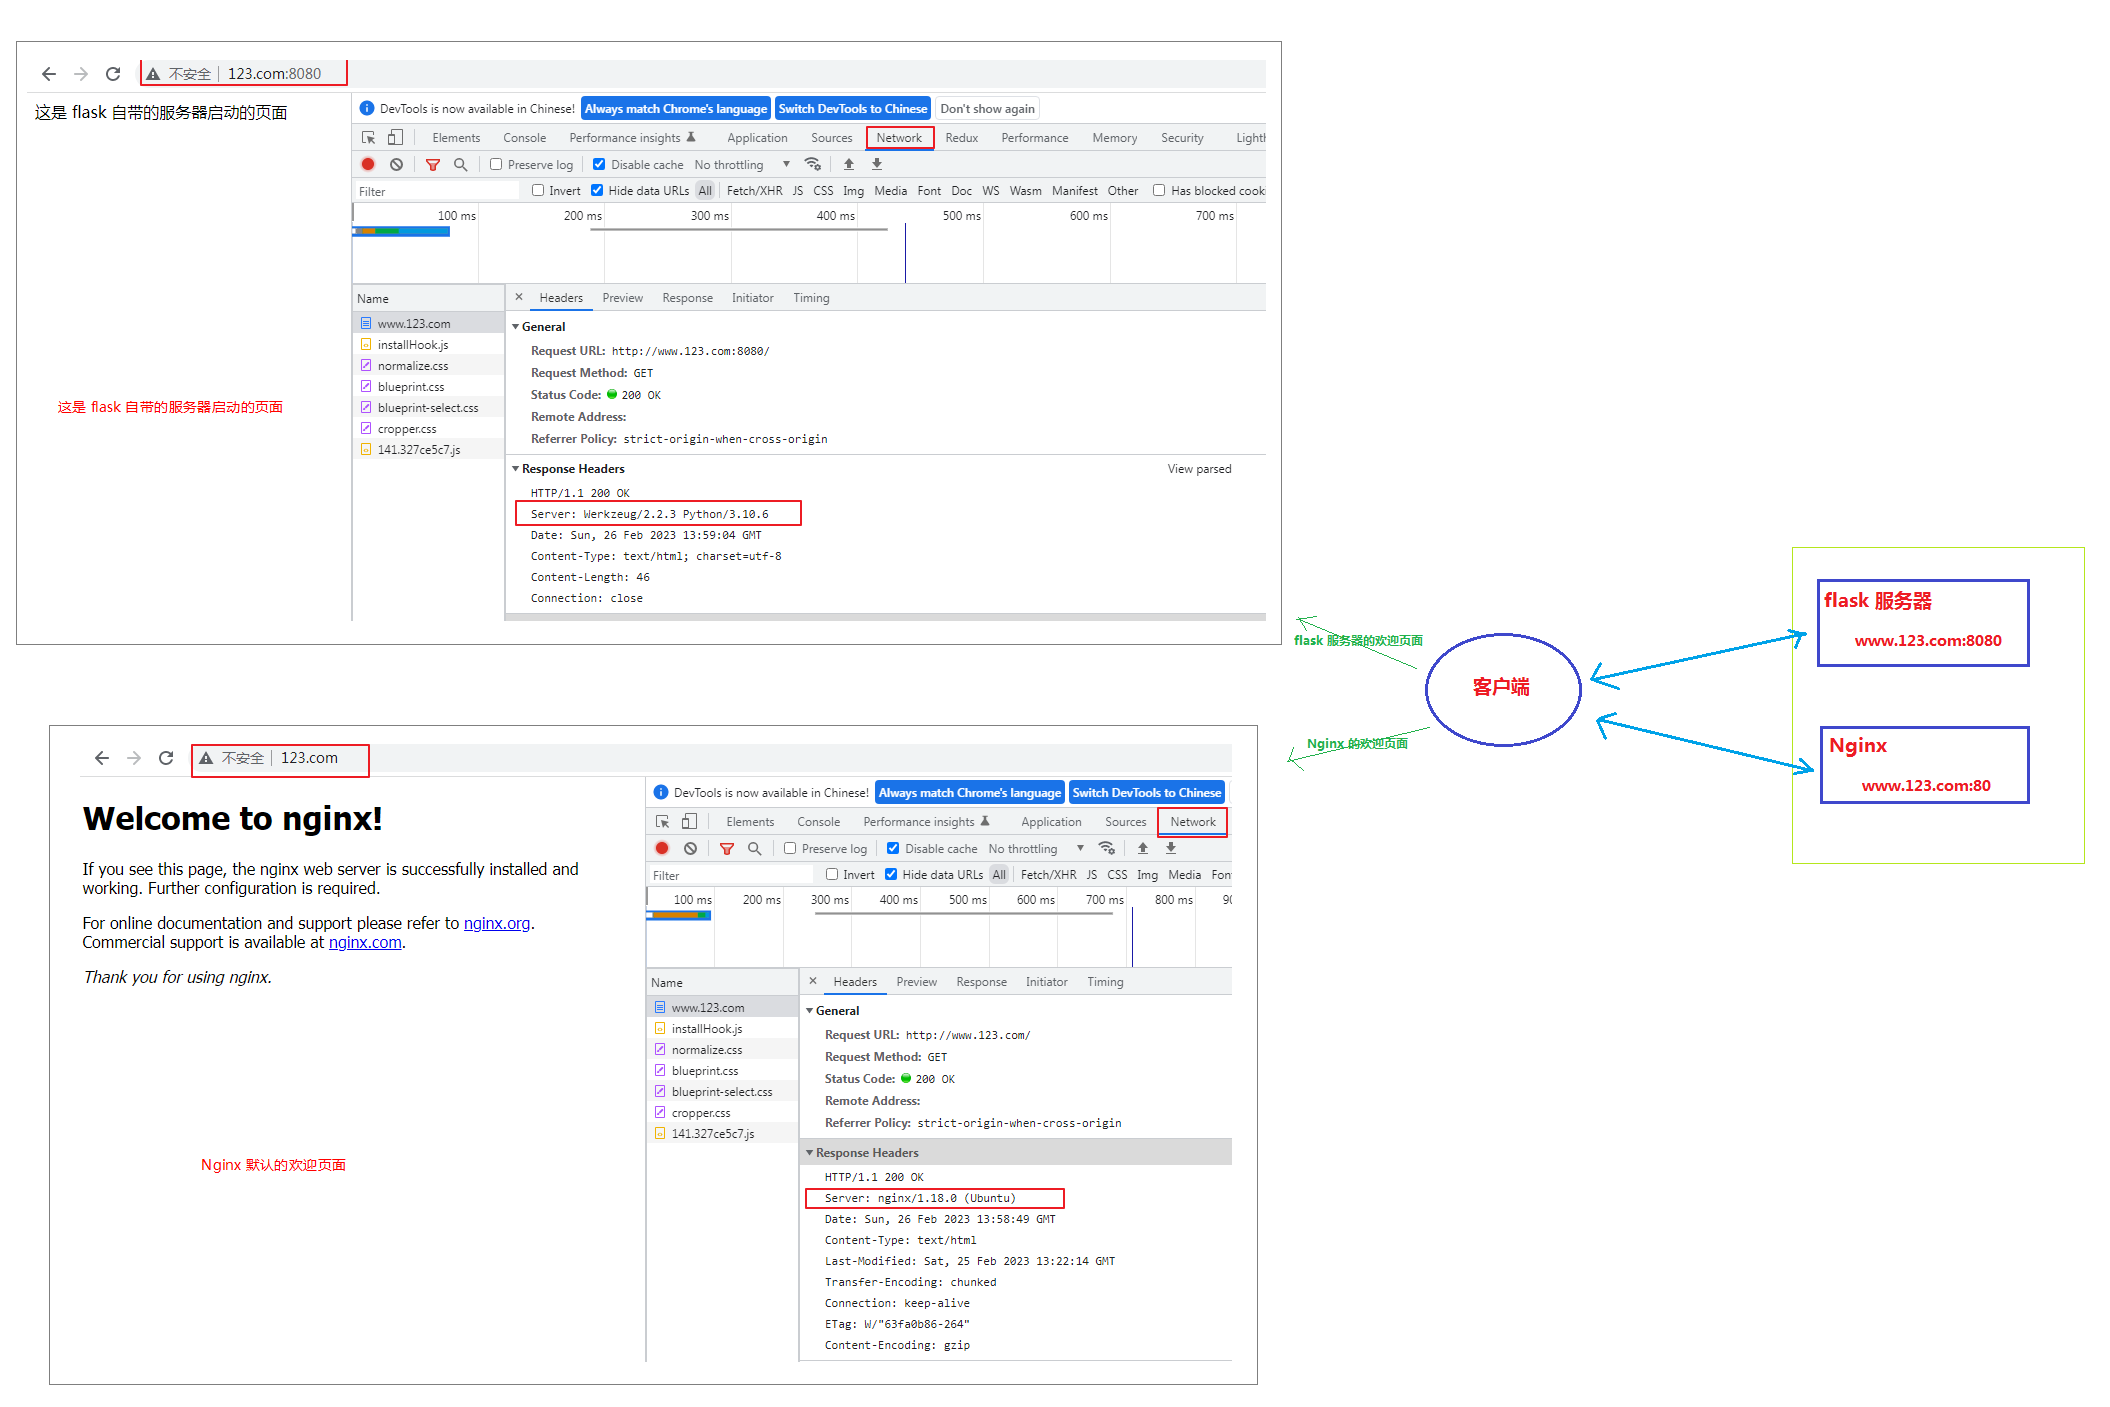 不安全 | 123.com:8080
这是 flask 自带的服务器启动的页面
DevTools is now available in Chinese! Always match Chrome's language Switch DevTools to Chinese Don't show again
Elements Console Performance insights Application Sources Network Redux Performance Memory Security Lighth
Preserve log Disable cache No throttling
Filter Invert Hide data URLs All Fetch/XHR JS CSS Img Media Font Doc WS Wasm Manifest Other Has blocked cook
100 ms 200 ms 300 ms 400 ms 500 ms 600 ms 700 ms
Name
www.123.com
installHook.js
normalize.css
blueprint.css
blueprint-select.css
cropper.css
141.327ce5c7.js
这是 flask 自带的服务器启动的页面
× Headers Preview Response Initiator Timing
General
Request URL: http://www.123.com:8080/
Request Method: GET
Status Code: 200 OK
Remote Address:
Referrer Policy: strict-origin-when-cross-origin
Response Headers View parsed
HTTP/1.1 200 OK
Server: Werkzeug/2.2.3 Python/3.10.6
Date: Sun, 26 Feb 2023 13:59:04 GMT
Content-Type: text/html; charset=utf-8
Content-Length: 46
Connection: close
flask 服务器的欢迎页面
Nginx 的欢迎页面
客户端
flask 服务器
www.123.com:8080
Nginx
www.123.com:80
不安全 | 123.com
Welcome to nginx!
If you see this page, the nginx web server is successfully installed and
working. Further configuration is required.
For online documentation and support please refer to nginx.org.
Commercial support is available at nginx.com.
Thank you for using nginx.
Nginx 默认的欢迎页面
DevTools is now available in Chinese! Always match Chrome's language Switch DevTools to Chinese
Elements Console Performance insights Application Sources Network
Preserve log Disable cache No throttling
Filter Invert Hide data URLs All Fetch/XHR JS CSS Img Media Fon
100 ms 200 ms 300 ms 400 ms 500 ms 600 ms 700 ms 800 ms 90
Name
www.123.com
installHook.js
normalize.css
blueprint.css
blueprint-select.css
cropper.css
141.327ce5c7.js
× Headers Preview Response Initiator Timing
General
Request URL: http://www.123.com/
Request Method: GET
Status Code: 200 OK
Remote Address:
Referrer Policy: strict-origin-when-cross-origin
Response Headers
HTTP/1.1 200 OK
Server: nginx/1.18.0 (Ubuntu)
Date: Sun, 26 Feb 2023 13:58:49 GMT
Content-Type: text/html
Last-Modified: Sat, 25 Feb 2023 13:22:14 GMT
Transfer-Encoding: chunked
Connection: keep-alive
ETag: W/"63fa0b86-264"
Content-Encoding: gzip